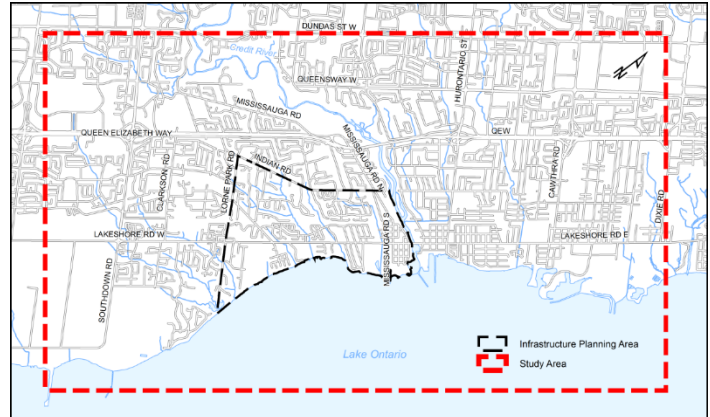 DUNDAS ST W
Credit River
HURONTARIO ST
N
QUEENSWAY W
MISSISSAUGA RD
QUEEN ELIZABETH WAY
MISSISSAUGA RD N
QEW
INDIAN RD
CLARKSON RD
LORNE PARK RD
CAWTHRA RD
DIXIE RD
LAKESHORE RD W
MISSISSAUGA RD S
LAKESHORE RD E
SOUTHDOWN RD
Infrastructure Planning Area
Lake Ontario
Study Area